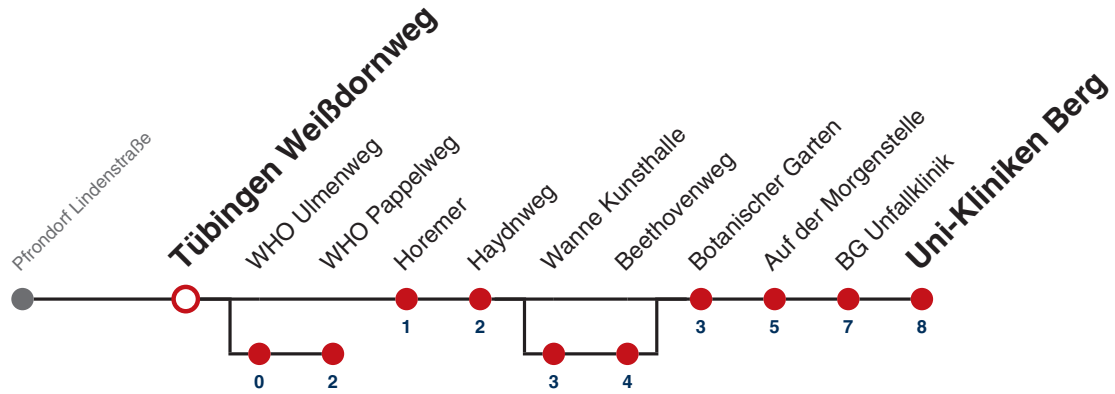 Pfrondorf Lindenstraße
Tübingen Weißdornweg
WHO Ulmenweg
WHO Pappelweg
Horemer
Haydnweg
Wanne Kunsthalle
Beethovenweg
Botanischer Garten
Auf der Morgenstelle
BG Unfallklinik
Uni-Kliniken Berg
1
2
3
5
7
8
0
2
3
4